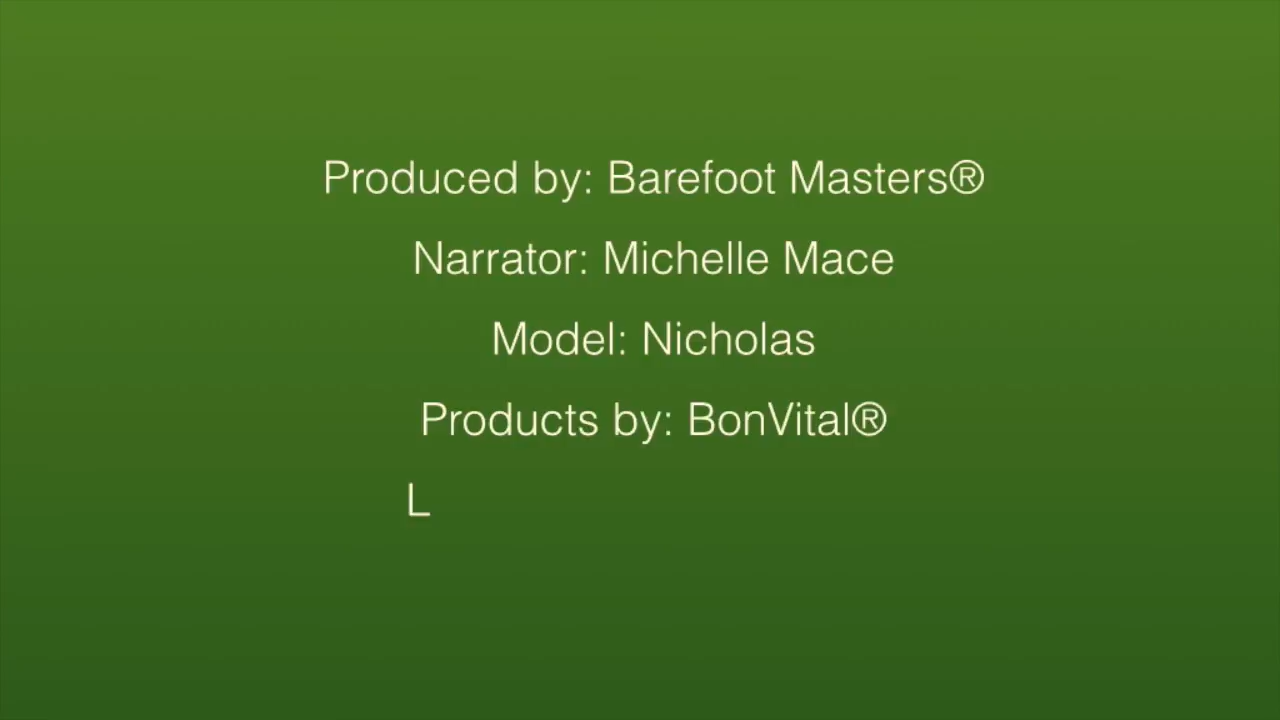 Produced by: Barefoot Masters®
Narrator: Michelle Mace
Model: Nicholas
Products by: BonVital®
L